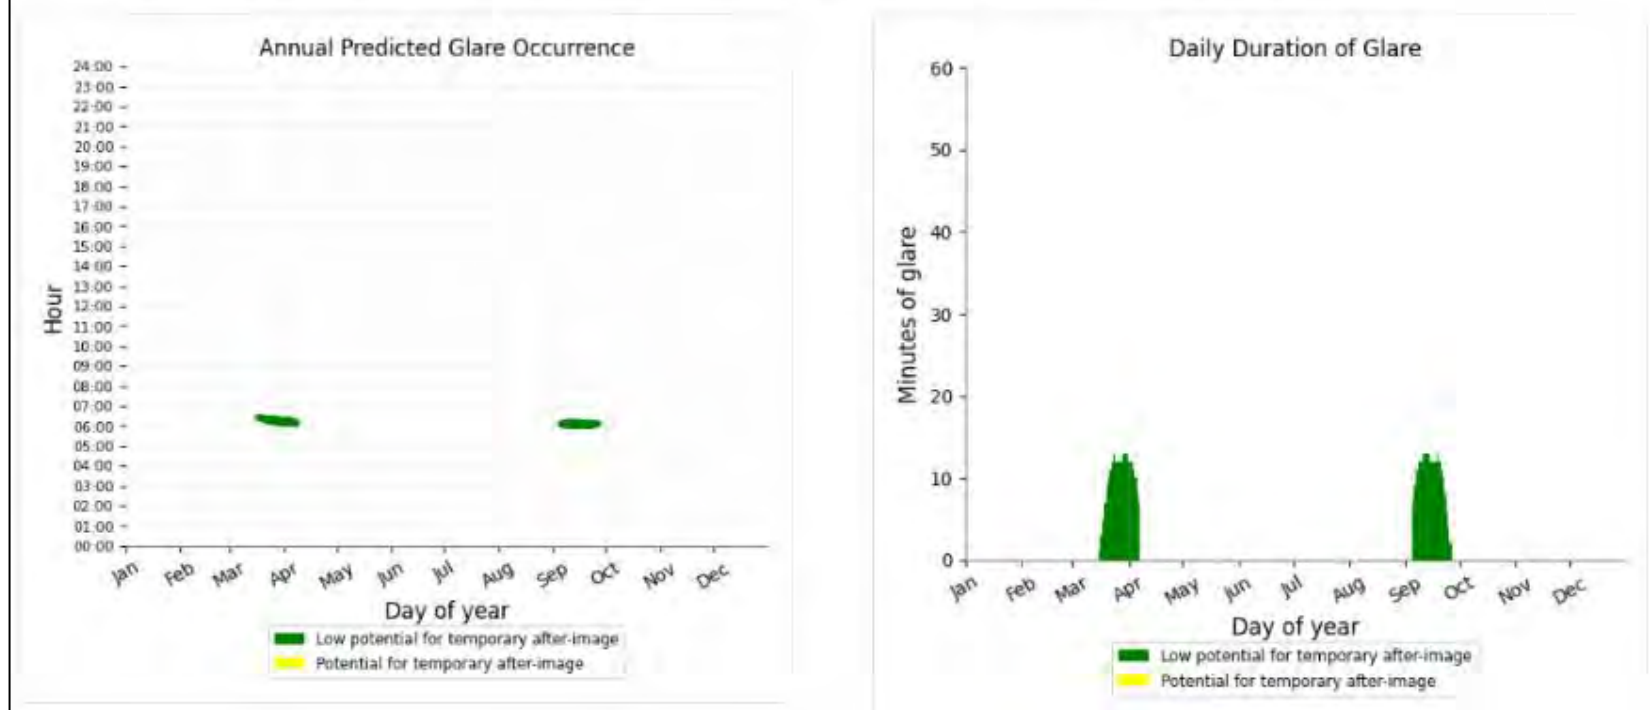 Annual Predicted Glare Occurrence
24:00
23:00
22:00
21:00
20:00
19:00
18:00
17:00
16:00
15:00
14:00
13:00
12:00
11:00
10:00
09:00
08:00
07:00
06:00
05:00
04:00
03:00
02:00
01:00
00:00
Hour
Jan Feb Mar Apr May Jun Jul Aug Sep Oct Nov Dec
Day of year
Low potential for temporary after-image
Potential for temporary after-image
Daily Duration of Glare
60
50
40
30
20
10
0
Minutes of glare
Jan Feb Mar Apr May Jun Jul Aug Sep Oct Nov Dec
Day of year
Low potential for temporary after-image
Potential for temporary after-image